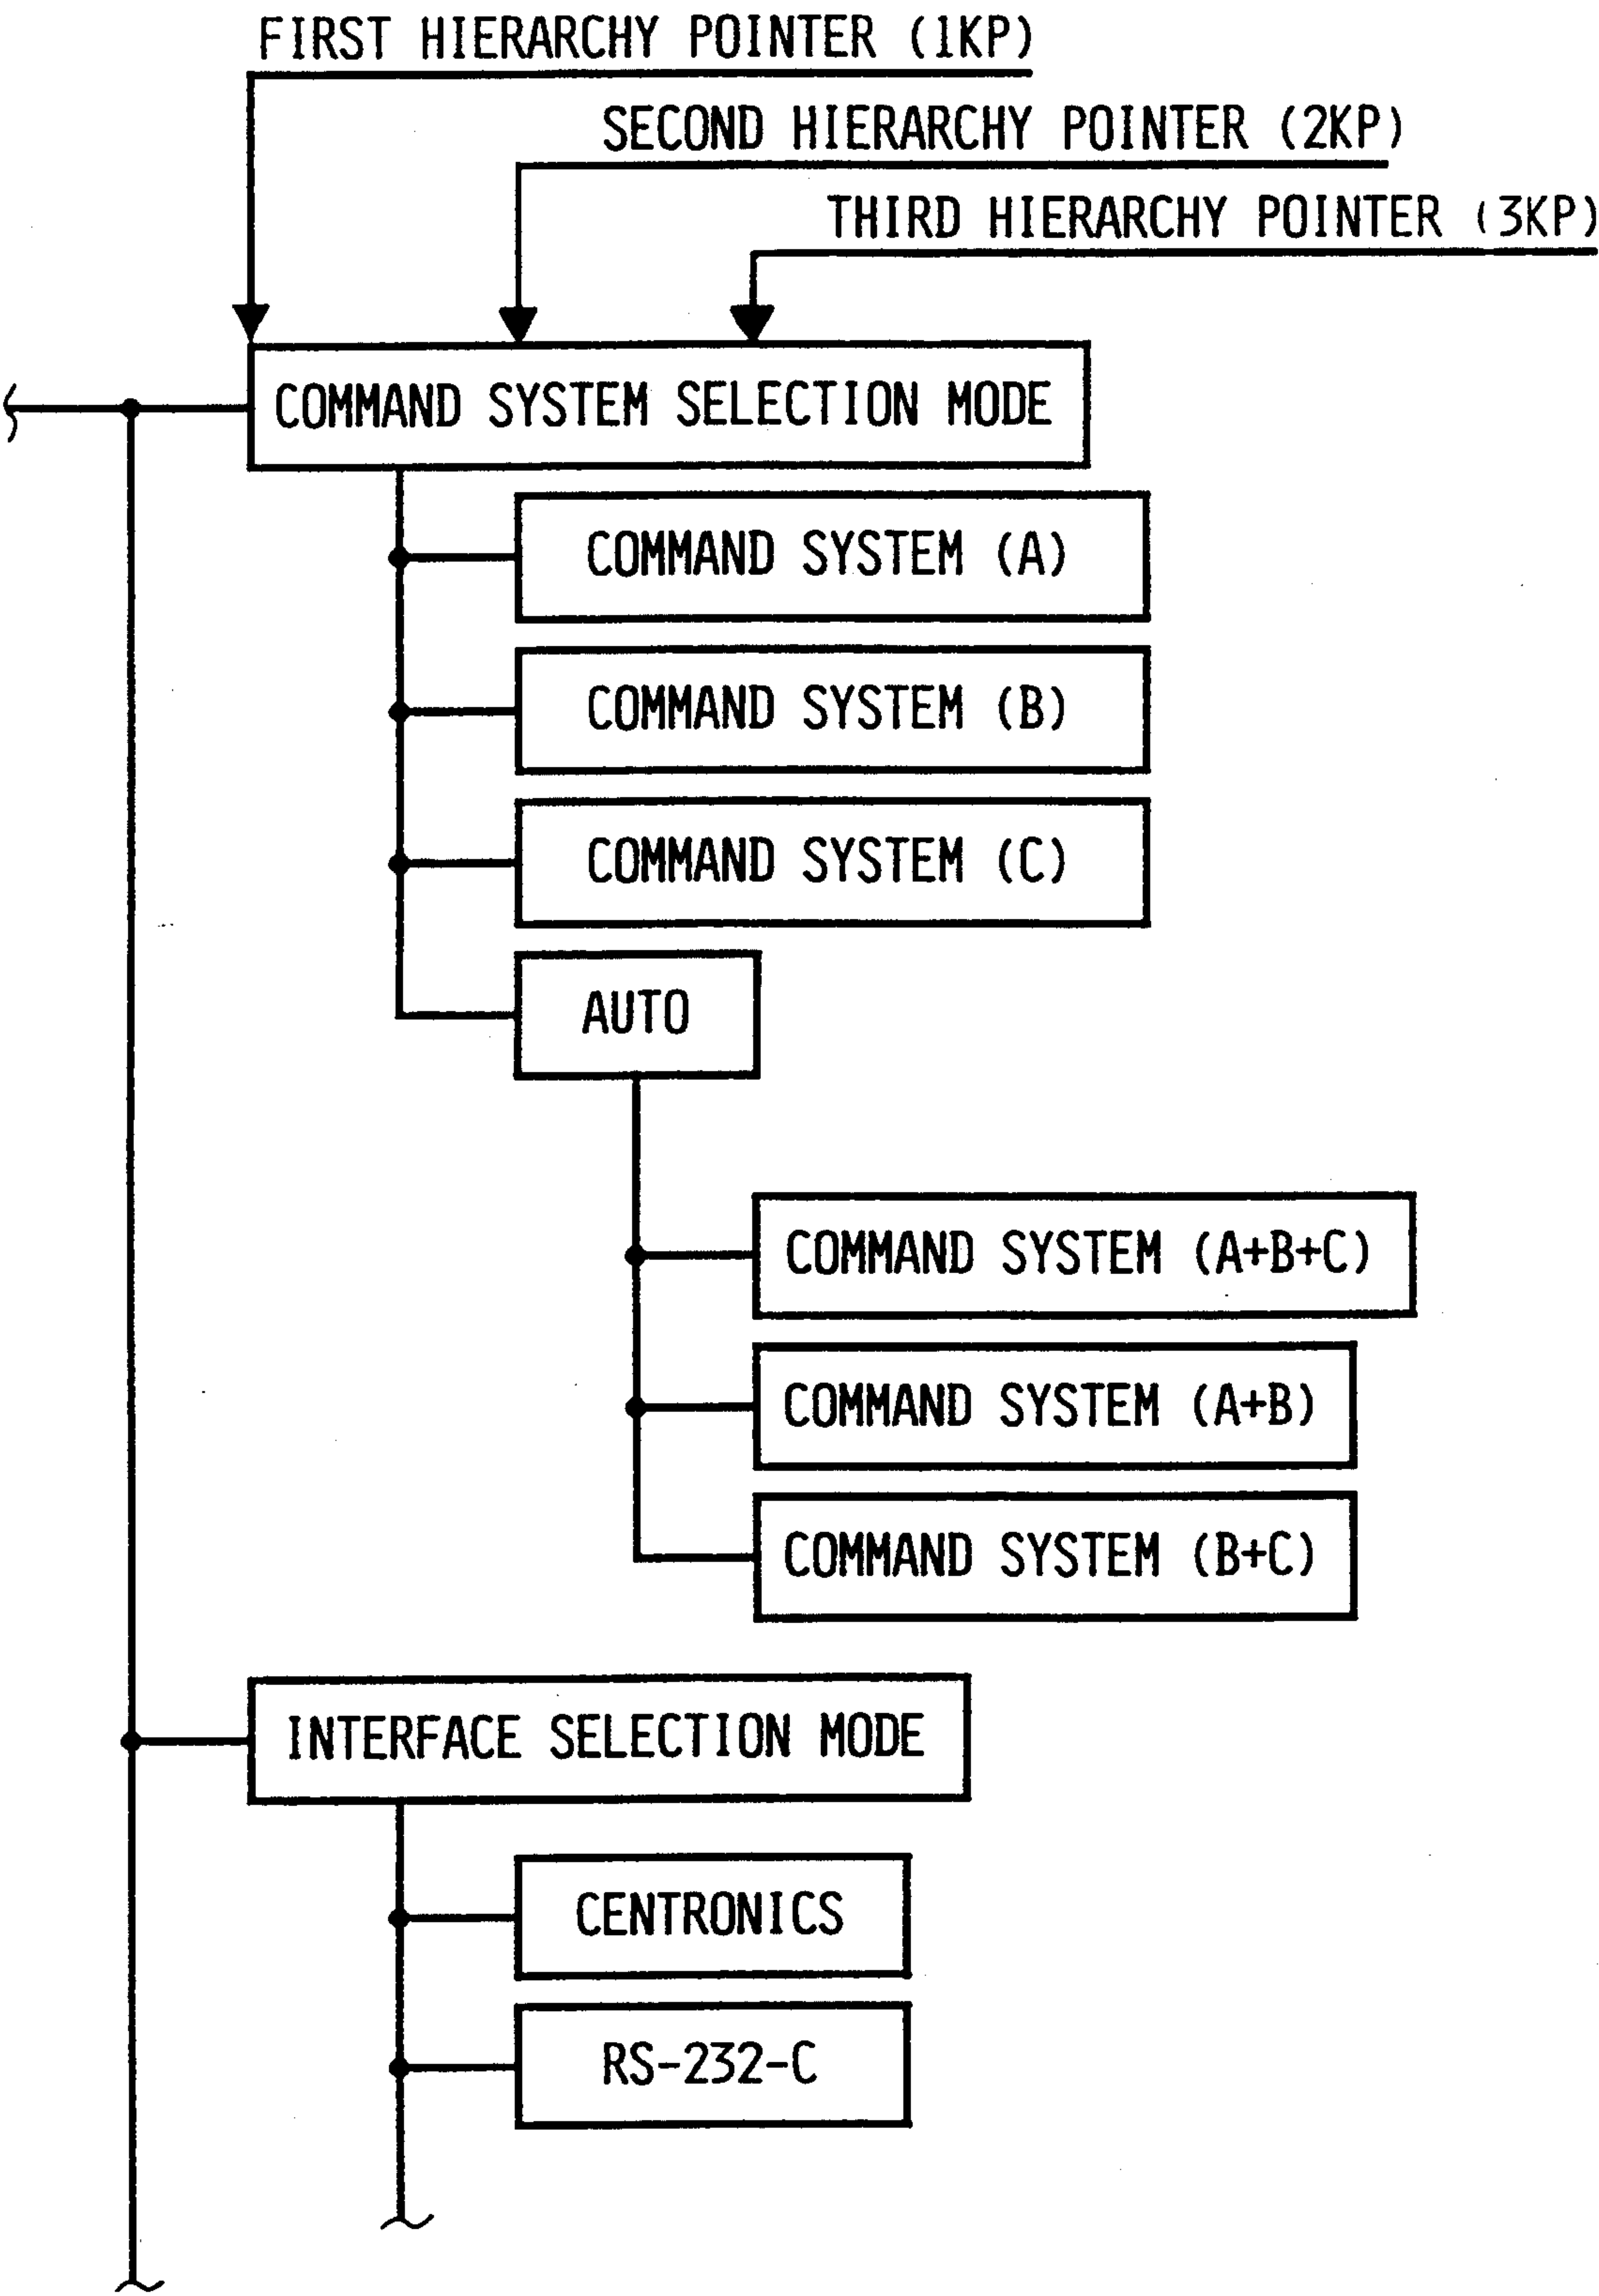 FIRST HIERARCHY POINTER (1KP)
SECOND HIERARCHY POINTER (2KP)
THIRD HIERARCHY POINTER (3KP)
COMMAND SYSTEM SELECTION MODE
COMMAND SYSTEM (A)
COMMAND SYSTEM (B)
COMMAND SYSTEM (C)
AUTO
COMMAND SYSTEM (A+B+C)
COMMAND SYSTEM (A+B)
COMMAND SYSTEM (B+C)
INTERFACE SELECTION MODE
CENTRONICS
RS-232-C